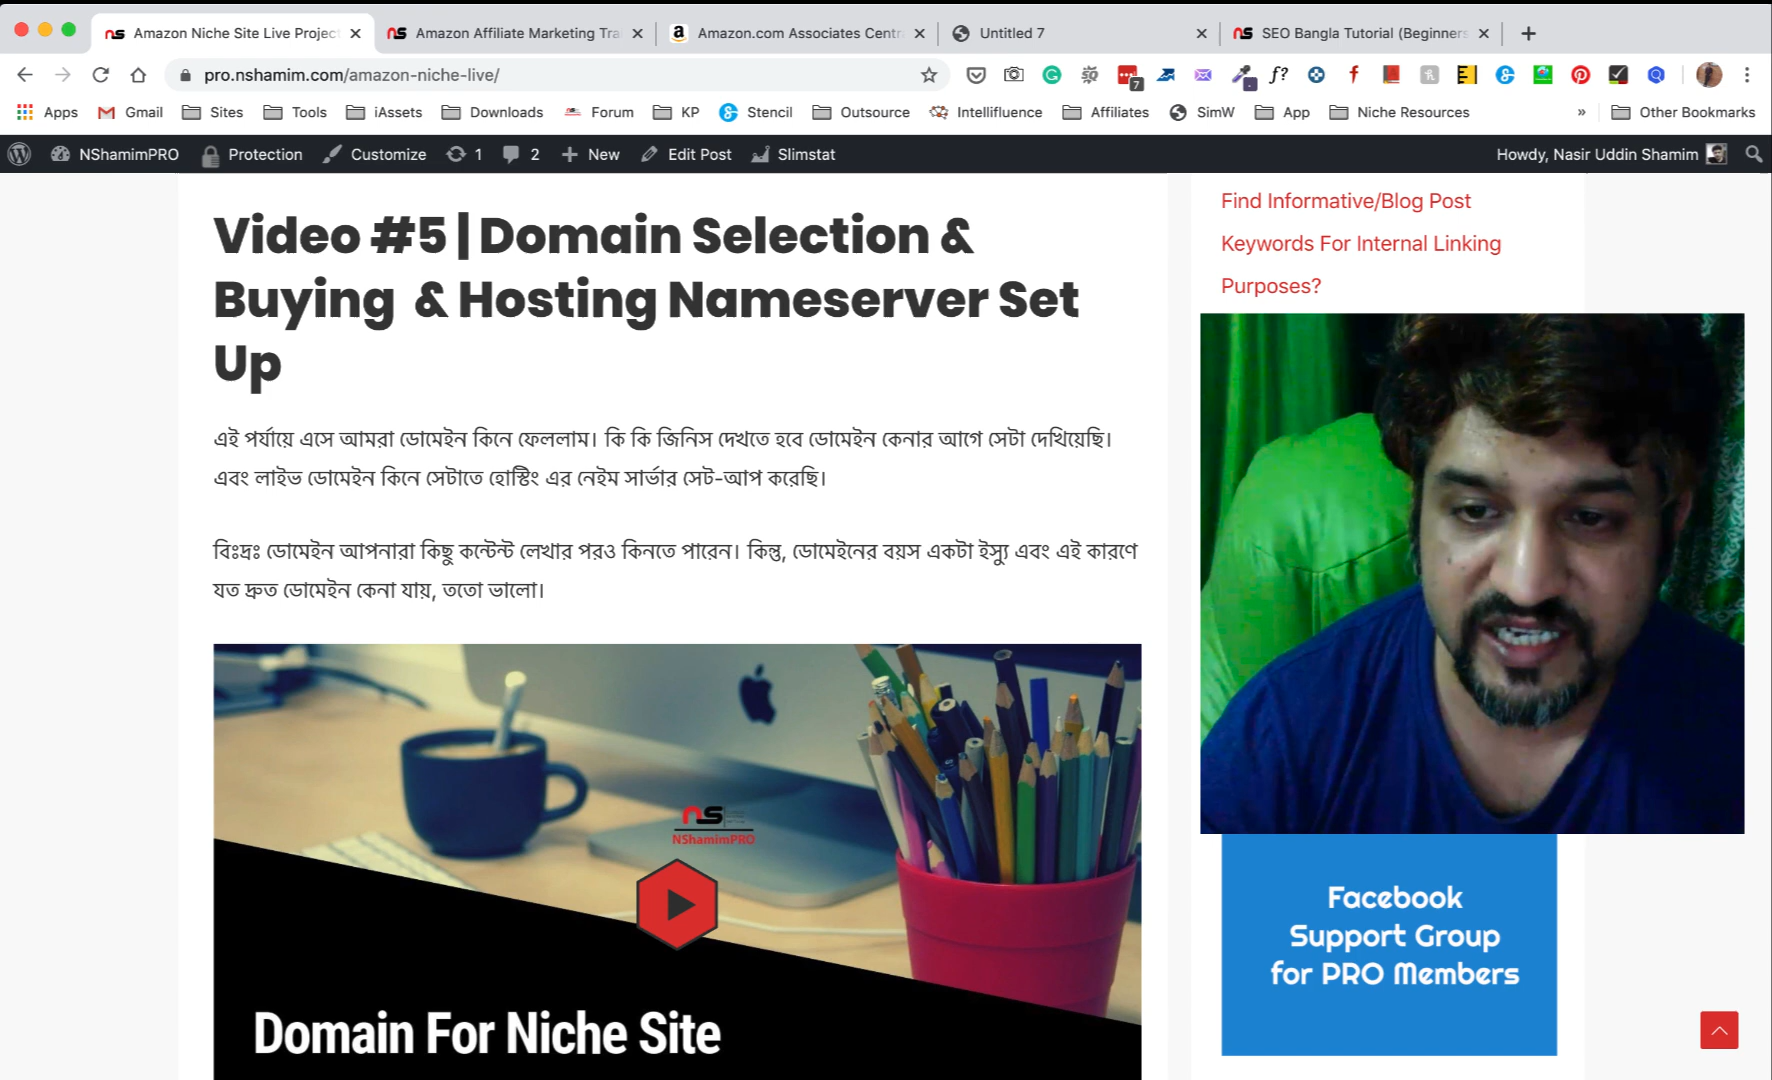 Amazon Niche Site Live Project
Amazon Affiliate Marketing Tra
Amazon.com Associates Centr
Untitled 7
SEO Bangla Tutorial (Beginners
pro.nshamim.com/amazon-niche-live/
7
f?
Apps
Gmail
Sites
Tools
iAssets
Downloads
Forum
KP
Stencil
Outsource
Intellifluence
Affiliates
SimW
App
Niche Resources
»
Other Bookmarks
NShamimPRO
Protection
Customize
1
2
New
Edit Post
Slimstat
Howdy, Nasir Uddin Shamim
Video #5 | Domain Selection &
Buying & Hosting Nameserver Set
Up
এই পর্যায়ে এসে আমরা ডোমেইন কিনে ফেললাম। কি কি জিনিস দেখতে হবে ডোমেইন কেনার আগে সেটা দেখিয়েছি।
এবং লাইভ ডোমেইন কিনে সেটাতে হোস্টিং এর নেইম সার্ভার সেট-আপ করেছি।
বিঃদ্রঃ ডোমেইন আপনারা কিছু কন্টেন্ট লেখার পরও কিনতে পারেন। কিন্তু, ডোমেইনের বয়স একটা ইস্যু এবং এই কারণে
যত দ্রুত ডোমেইন কেনা যায়, ততো ভালো।
ns
NShamimPRO
Domain For Niche Site
Find Informative/Blog Post
Keywords For Internal Linking
Purposes?
Facebook
Support Group
for PRO Members